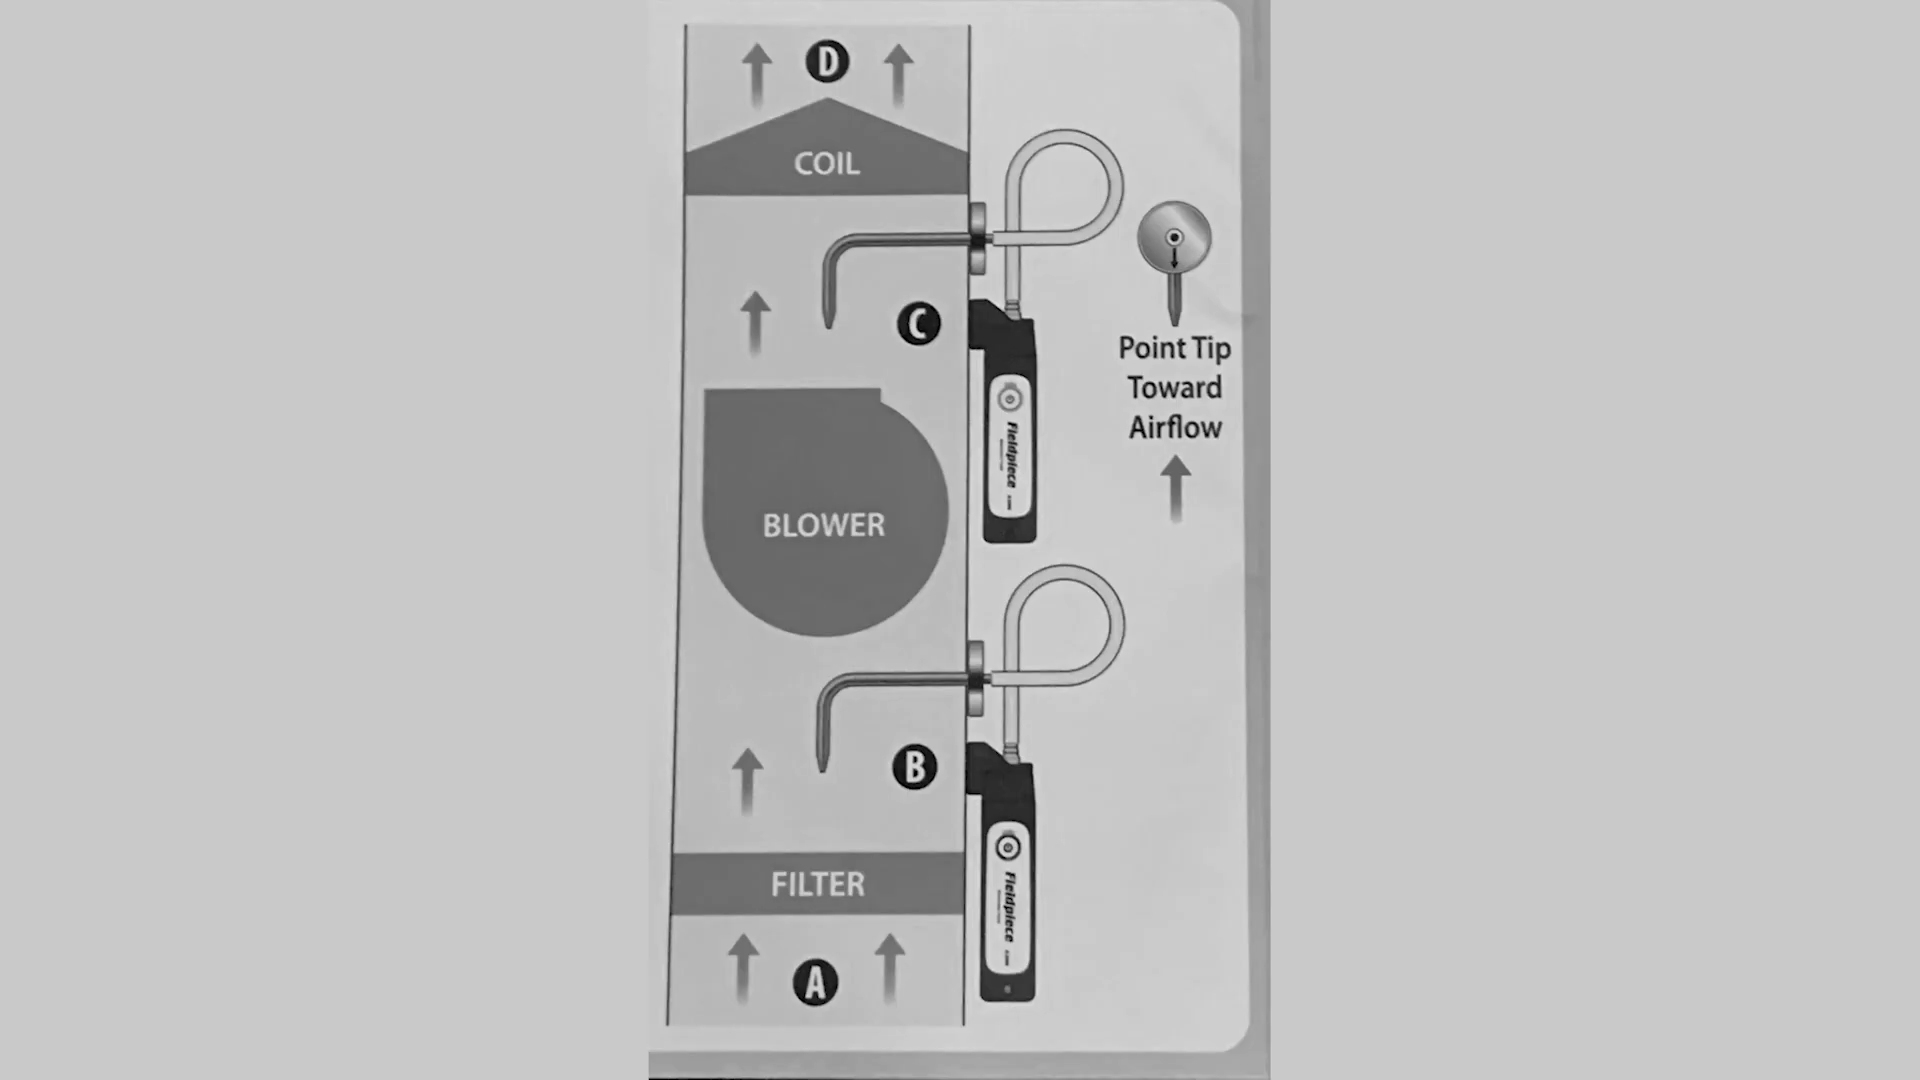 D
COIL
C
Point Tip
Toward
Airflow
Fieldpiece
BLOWER
B
Fieldpiece
FILTER
A